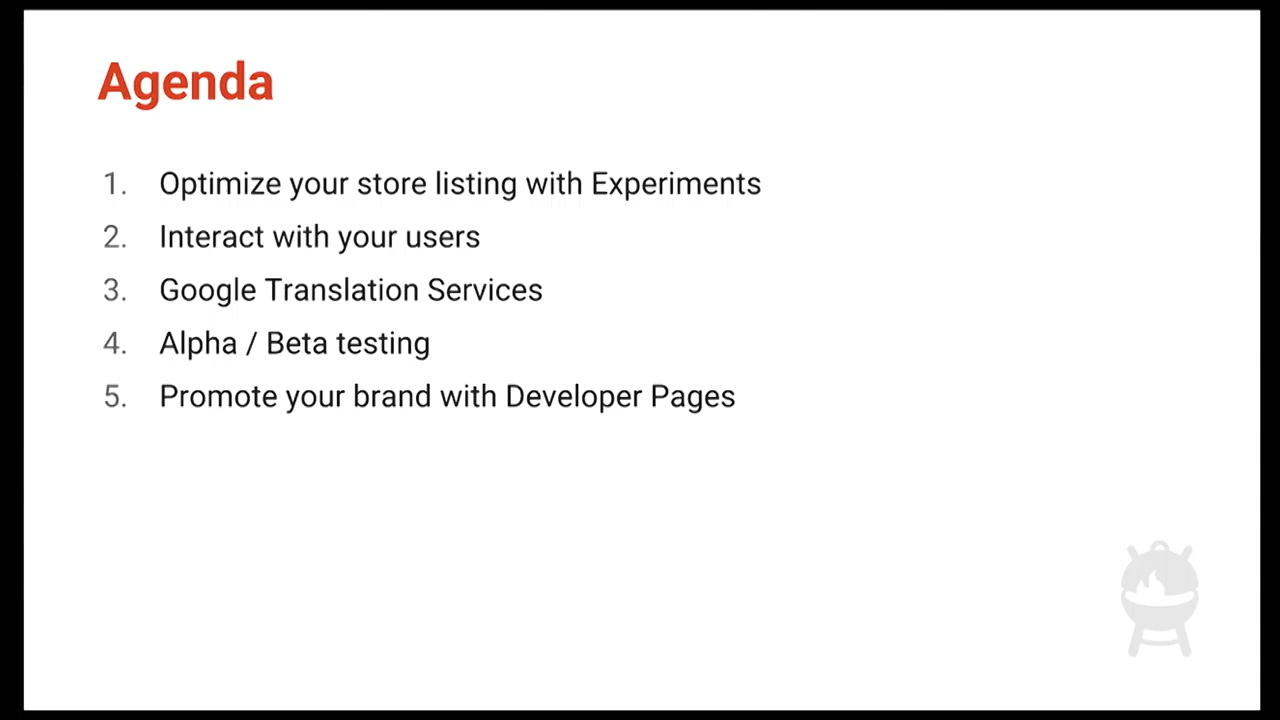 Agenda
1. Optimize your store listing with Experiments
2. Interact with your users
3. Google Translation Services
4. Alpha / Beta testing
5. Promote your brand with Developer Pages